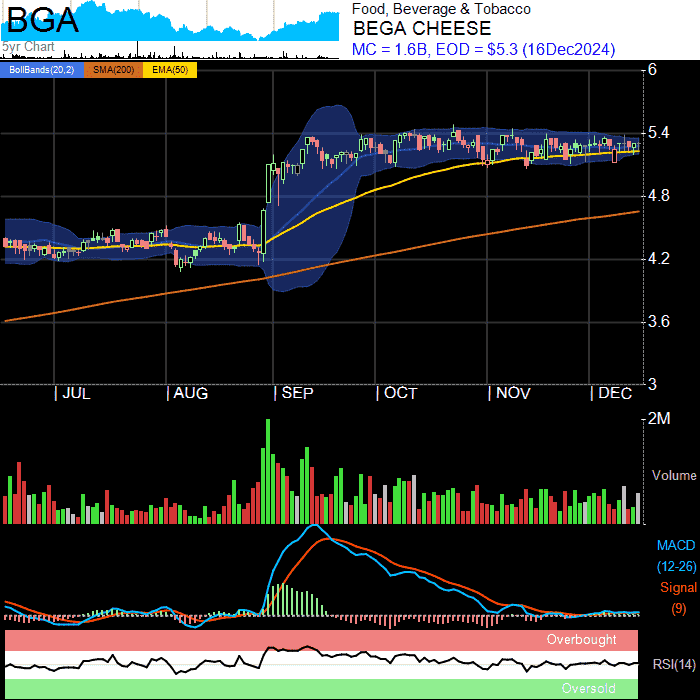 BGA
5yr Chart
Food, Beverage & Tobacco
BEGA CHEESE
MC = 1.6B, EOD = $5.3 (16Dec2024)
BollBands(20,2) SMA(200) EMA(50)
6
5.4
4.8
4.2
3.6
3
JUL AUG SEP OCT NOV DEC
2M
Volume
MACD
(12-26)
Signal
(9)
Overbought
RSI(14)
Oversold